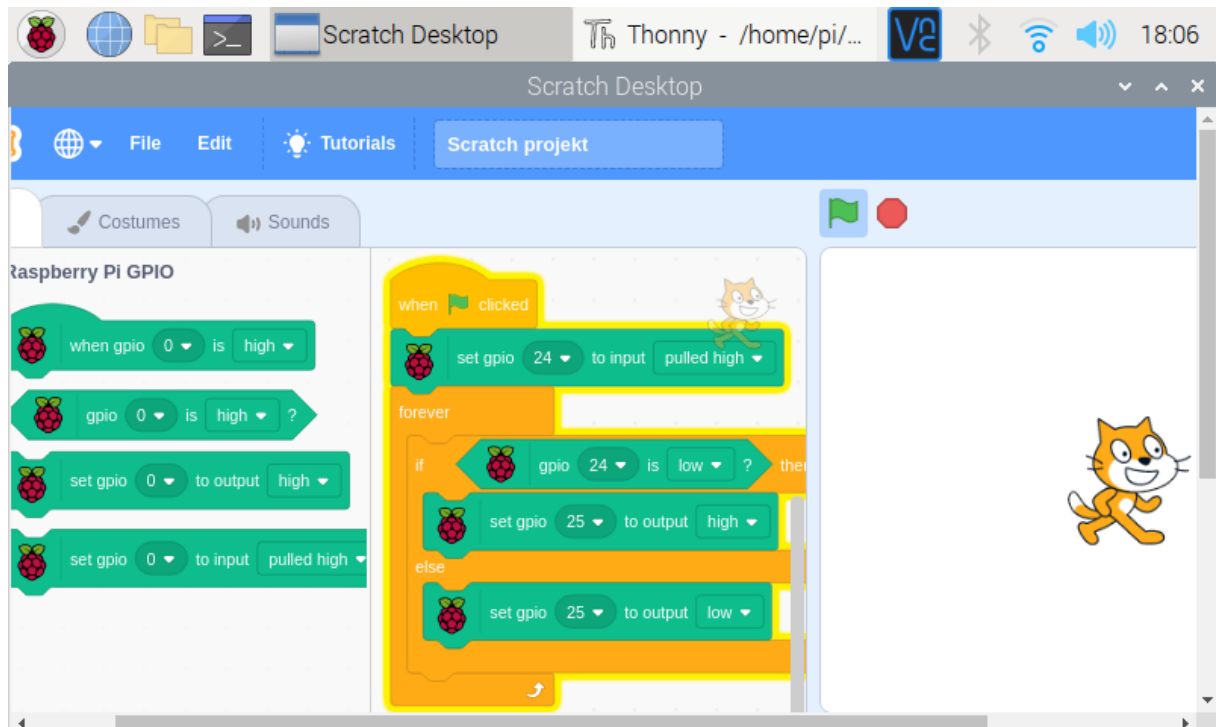 Scratch Desktop
Thonny - /home/pi/...
18:06
Scratch Desktop
File Edit Tutorials Scratch projekt
Costumes Sounds
Raspberry Pi GPIO
when gpio 0 is high
gpio 0 is high ?
set gpio 0 to output high
set gpio 0 to input pulled high
when clicked
set gpio 24 to input pulled high
forever
if gpio 24 is low ? then
set gpio 25 to output high
else
set gpio 25 to output low